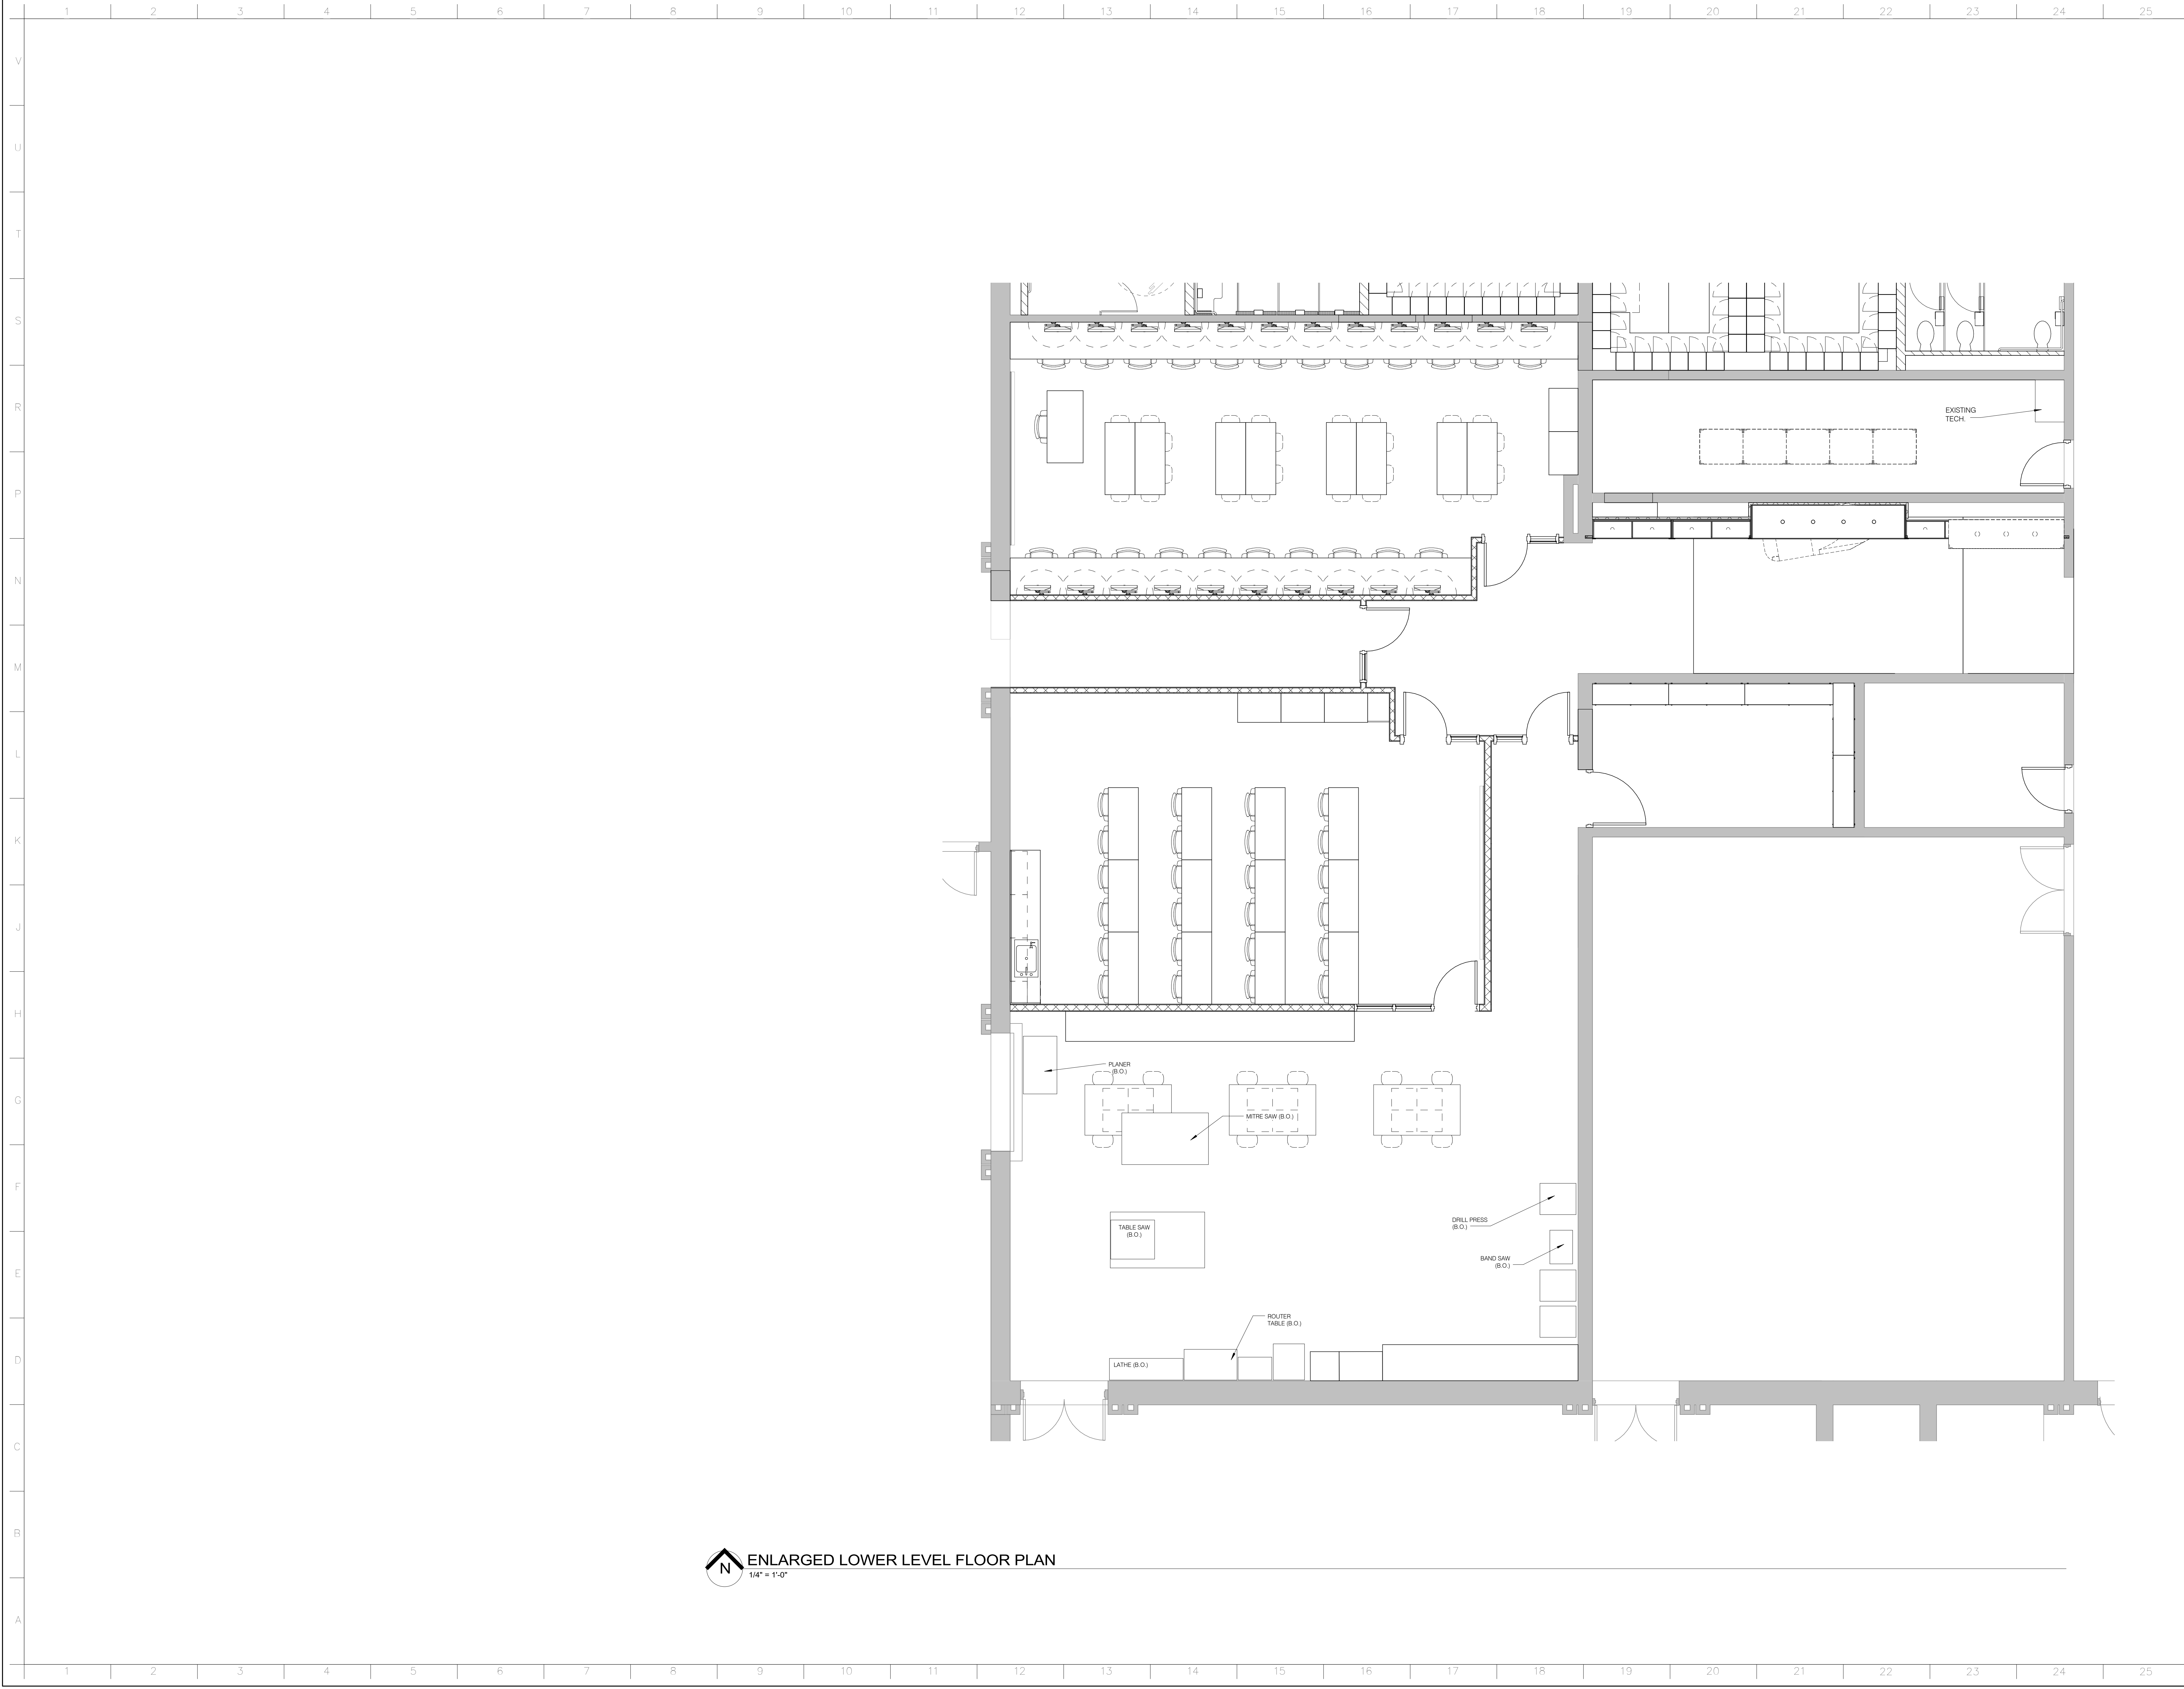 1 2 3 4 5 6 7 8 9 10 11 12 13 14 15 16 17 18 19 20 21 22 23 24 25
V
U
T
S
R
P
N
M
L
K
J
H
G
F
E
D
C
B
A
EXISTING
TECH.
PLANER
(B.O.)
MITRE SAW (B.O.)
DRILL PRESS
(B.O.)
TABLE SAW
(B.O.)
BAND SAW
(B.O.)
ROUTER
TABLE (B.O.)
LATHE (B.O.)
N
ENLARGED LOWER LEVEL FLOOR PLAN
1/4" = 1'-0"
1 2 3 4 5 6 7 8 9 10 11 12 13 14 15 16 17 18 19 20 21 22 23 24 25